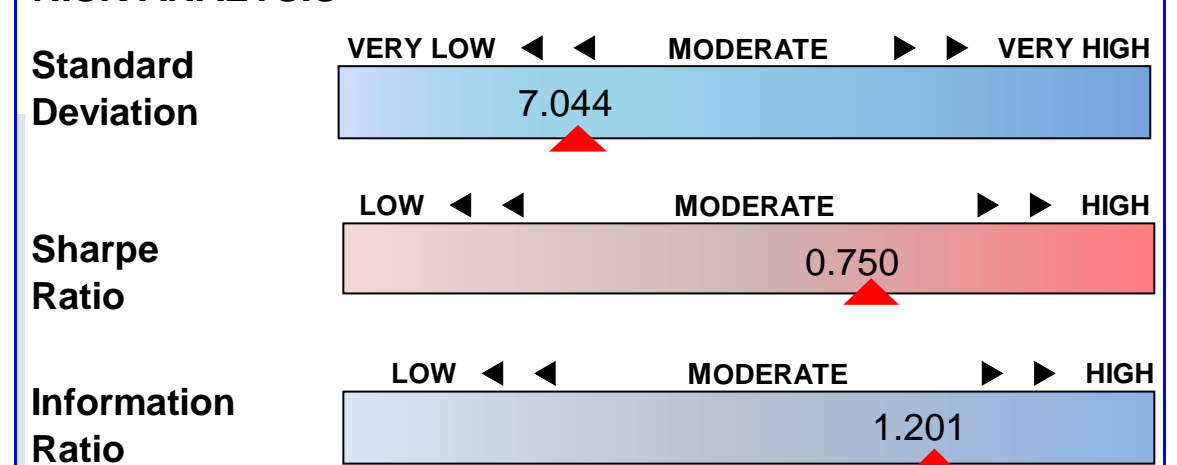 VERY LOW ◄ ◄ MODERATE ► ► VERY HIGH
Standard
Deviation
7.044
LOW ◄ ◄ MODERATE ► ► HIGH
Sharpe
Ratio
0.750
LOW ◄ ◄ MODERATE ► ► HIGH
Information
Ratio
1.201